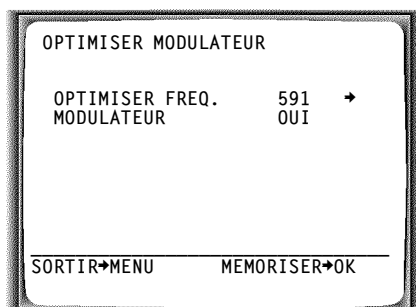 OPTIMISER MODULATEUR
OPTIMISER FREQ. 591 ➔
MODULATEUR OUI
SORTIR➔MENU MEMORISER➔OK